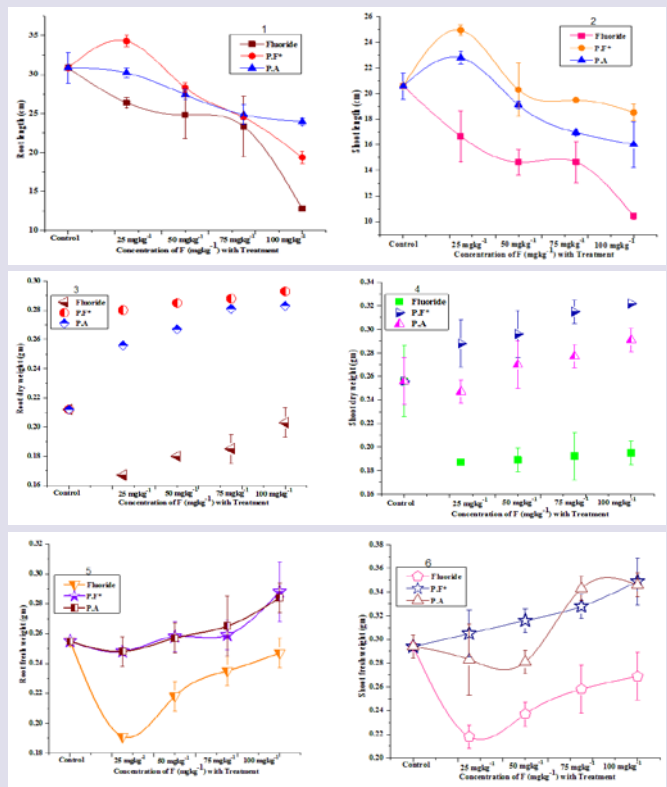 1
Fluoride
P.F*
P.A
Root length (cm)
35
30
25
20
15
10
Control
25 mgkg-1
50 mgkg-1
75 mgkg-1
100 mgkg-1
Concentration of F (mgkg-1) with Treatment
2
Fluoride
P.F*
P.A
Shoot length (cm)
26
24
22
20
18
16
14
12
10
Control
25 mgkg-1
50 mgkg-1
75 mgkg-1
100 mgkg-1
Concentration of F (mgkg-1) with Treatment
3
Fluoride
P.F*
P.A
Root dry weight (gm)
0.30
0.28
0.26
0.24
0.22
0.20
0.18
0.16
Control
25 mgkg-1
50 mgkg-1
75 mgkg-1
100 mgkg-1
Concentration of F (mgkg-1) with Treatment
4
Fluoride
P.F*
P.A
Shoot dry weight (gm)
0.34
0.32
0.30
0.28
0.26
0.24
0.22
0.20
0.18
0.16
Control
25 mgkg-1
50 mgkg-1
75 mgkg-1
100 mgkg-1
Concentration of F (mgkg-1) with Treatment
5
Fluoride
P.F*
P.A
Root fresh weight (gm)
0.30
0.28
0.26
0.24
0.22
0.20
0.18
Control
25 mgkg-1
50 mgkg-1
75 mgkg-1
100 mgkg-1
Concentration of F (mgkg-1) with Treatment
6
Fluoride
P.F*
P.A
Shoot fresh weight (gm)
0.38
0.36
0.34
0.32
0.30
0.28
0.26
0.24
0.22
0.20
Control
25 mgkg-1
50 mgkg-1
75 mgkg-1
100 mgkg-1
Concentration of F (mgkg-1) with Treatment